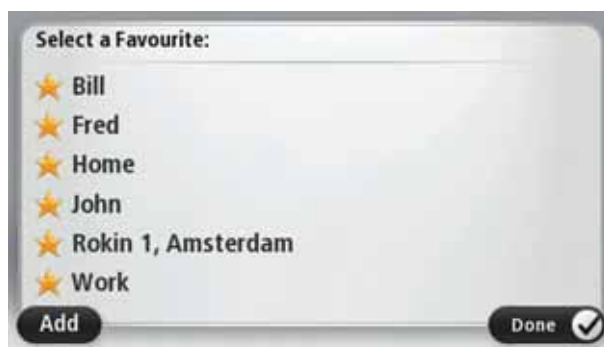 Select a Favourite:
Bill
Fred
Home
John
Rokin 1, Amsterdam
Work
Add
Done